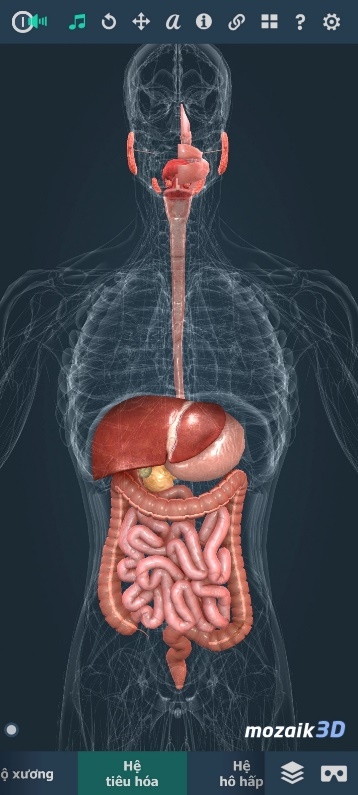 mozaik3D
ộ xương
Hệ
tiêu hóa
Hệ
hô hấp